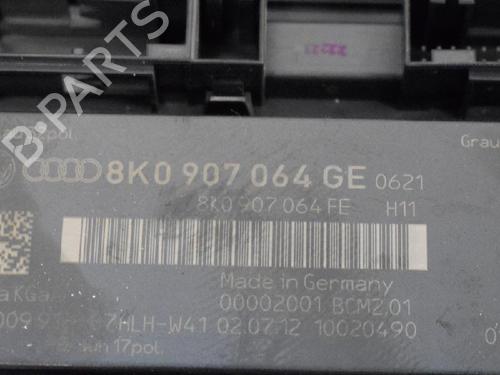 B-PARTS
Grau
8K0 907 064 GE 0621
8K0 907 064 FE H11
Made in Germany
00002001 BCM2.01
HLH-W41 02.07.12 10020490
17pol.